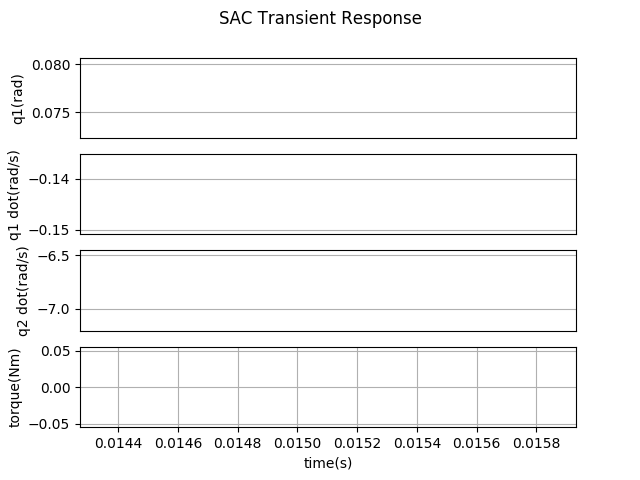 SAC Transient Response
0.080
0.075
q1(rad)
−0.14
−0.15
q1 dot(rad/s)
−6.5
−7.0
q2 dot(rad/s)
0.05
0.00
−0.05
torque(Nm)
0.0144 0.0146 0.0148 0.0150 0.0152 0.0154 0.0156 0.0158
time(s)